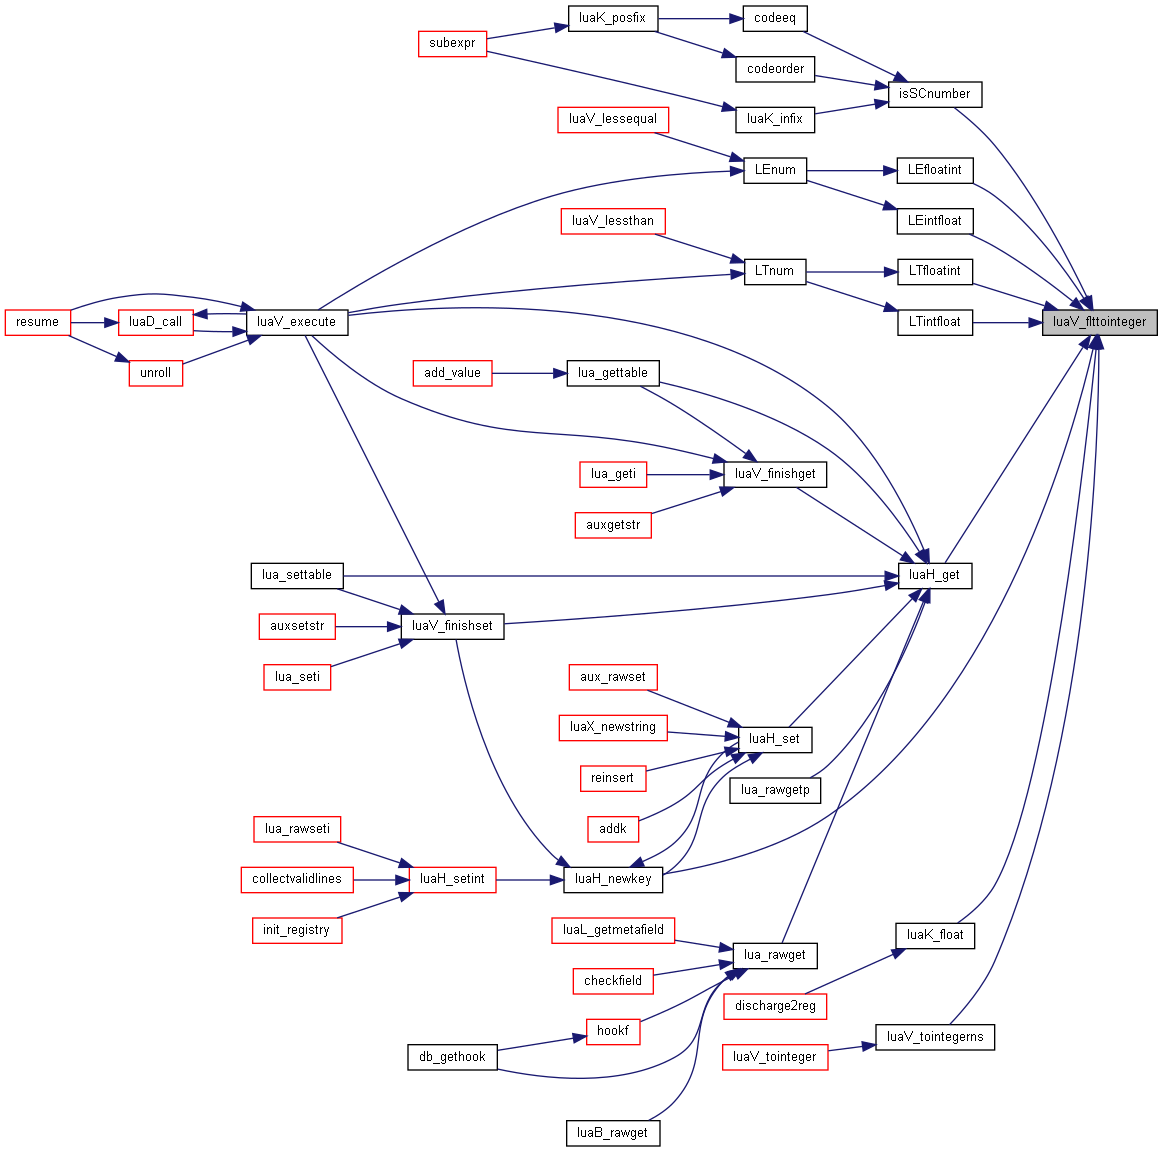 luaK_posfix
codeeq
subexpr
codeorder
isSCnumber
luaK_infix
luaV_lessequal
LEnum
LEfloatint
luaV_lessthan
LEintfloat
LTnum
LTfloatint
resume
luaD_call
luaV_execute
LTintfloat
luaV_flttointeger
unroll
add_value
lua_gettable
lua_geti
luaV_finishget
auxgetstr
lua_settable
luaH_get
auxsetstr
luaV_finishset
lua_seti
aux_rawset
luaX_newstring
luaH_set
reinsert
lua_rawgetp
lua_rawseti
addk
collectvalidlines
luaH_setint
luaH_newkey
init_registry
luaL_getmetafield
luaK_float
lua_rawget
checkfield
discharge2reg
hookf
luaV_tointegerns
db_gethook
luaV_tointeger
luaB_rawget